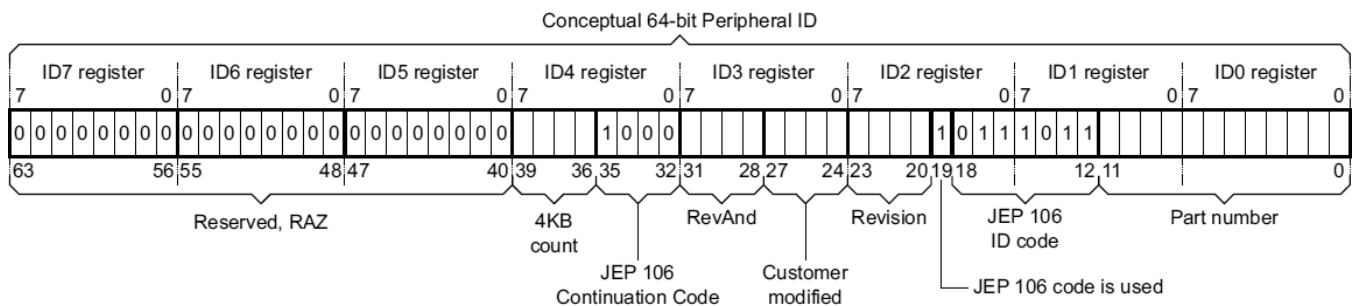 Conceptual 64-bit Peripheral ID
ID7 register ID6 register ID5 register ID4 register ID3 register ID2 register ID1 register ID0 register
7 0 7 0 7 0 7 0 7 0 7 0 7 0 7 0
0 0 0 0 0 0 0 0 0 0 0 0 0 0 0 0 0 0 0 0 0 0 0 0 1 0 0 0 1 0 1 1 1 0 1 1
63 56 55 48 47 40 39 36 35 32 31 28 27 24 23 20 19 18 12 11 0
Reserved, RAZ 4KB count RevAnd Revision JEP 106 ID code Part number
JEP 106 Continuation Code Customer modified JEP 106 code is used